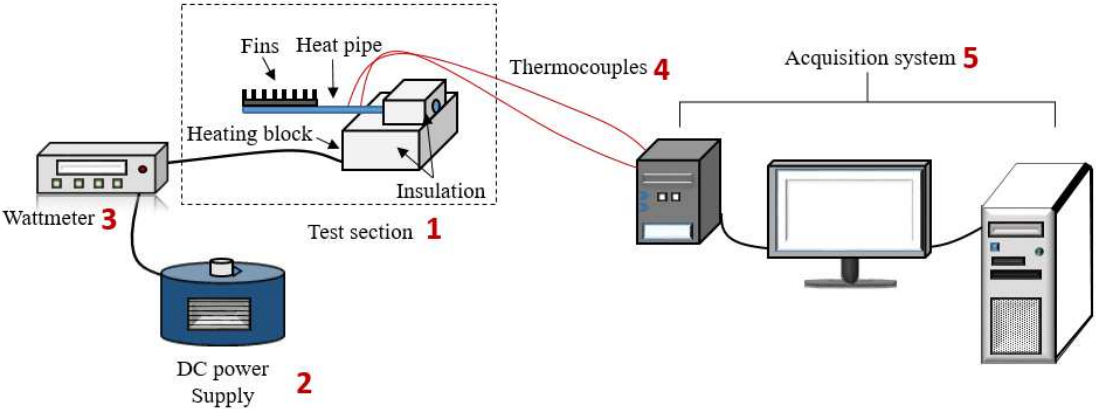 Fins Heat pipe
Thermocouples 4
Acquisition system 5
Heating block
Insulation
Wattmeter 3
Test section 1
DC power
Supply 2